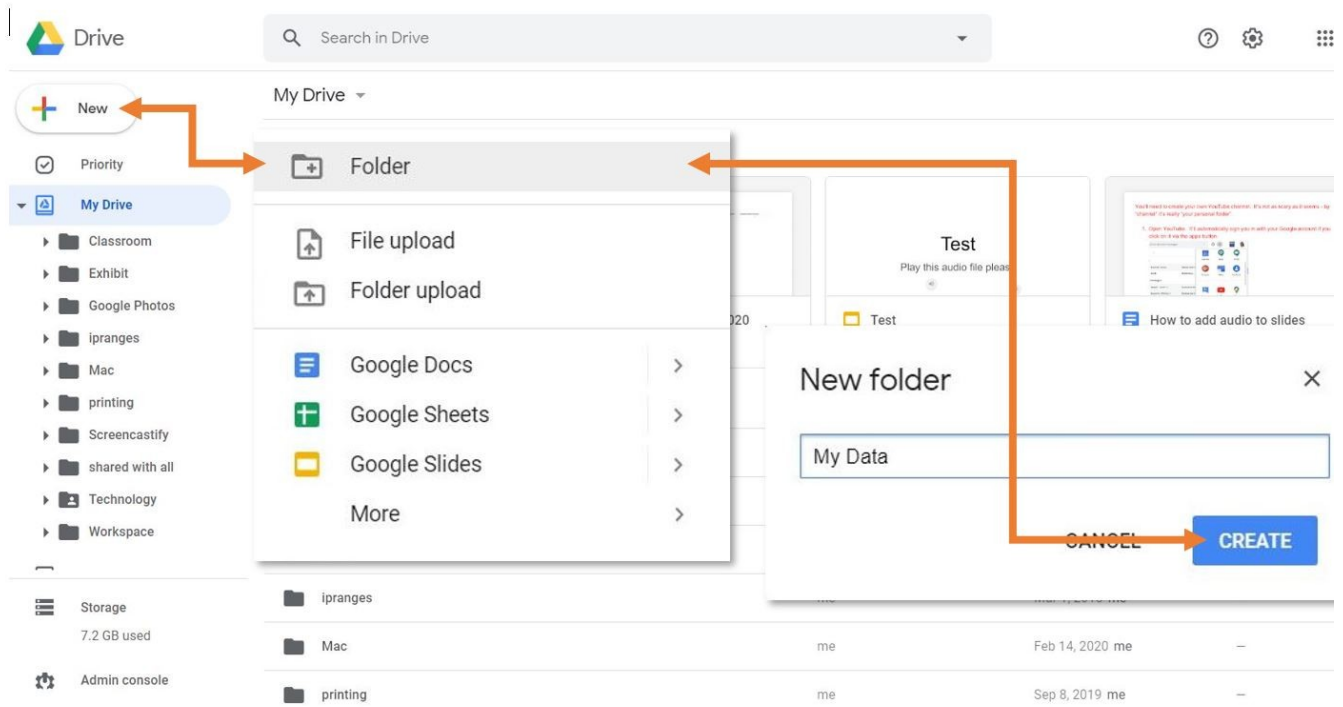 Drive
Search in Drive
New
My Drive
Priority
My Drive
Classroom
Exhibit
Google Photos
ipranges
Mac
printing
Screencastify
shared with all
Technology
Workspace
Storage
7.2 GB used
Admin console
Folder
File upload
Folder upload
Google Docs
Google Sheets
Google Slides
More
Test
Play this audio file pleas
020
Test
How to add audio to slides
New folder
My Data
CANCEL
CREATE
ipranges
Mac me Feb 14, 2020 me –
printing me Sep 8, 2019 me –